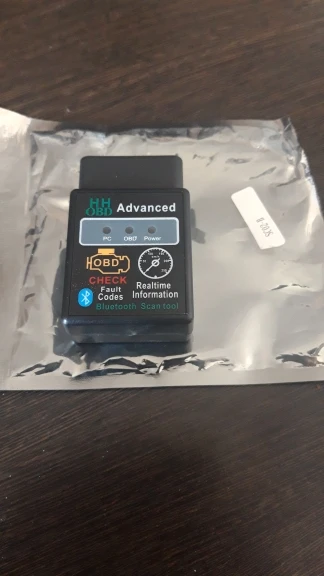 HH
OBD Advanced
PC OBD Power
OBD
CHECK
Fault
Codes
Realtime
Information
Bluetooth Scan tool